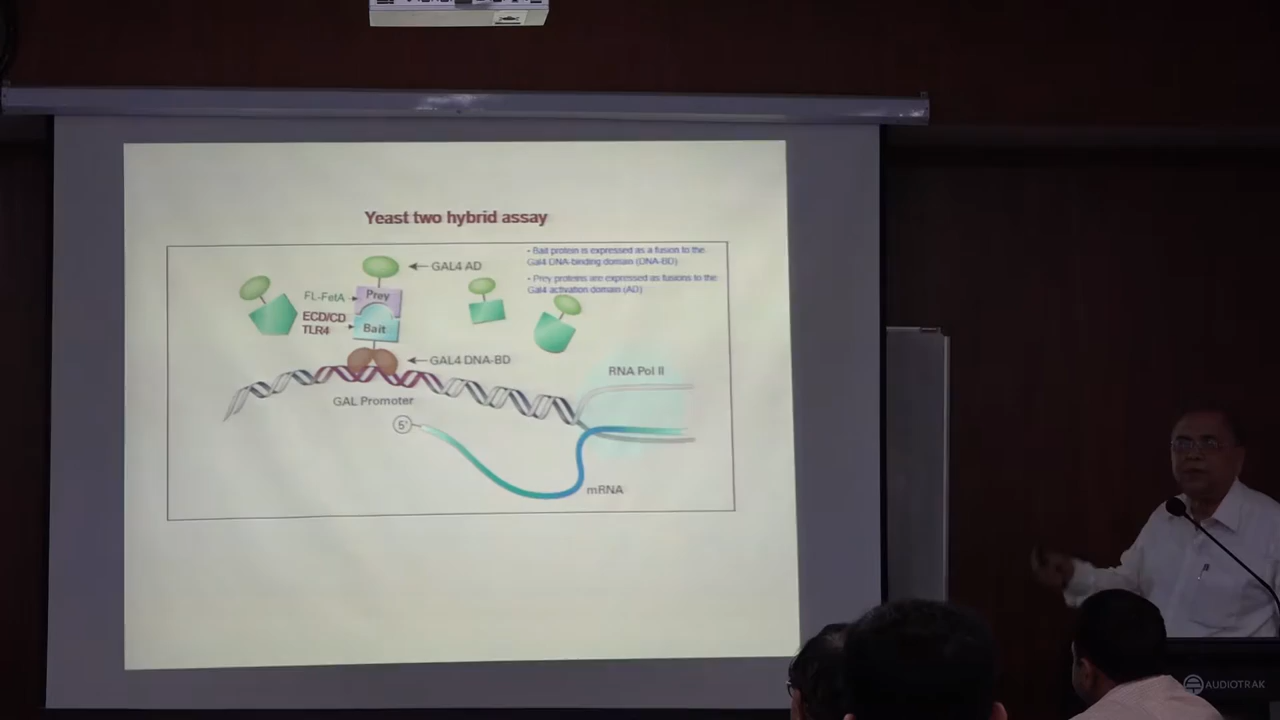 Yeast two hybrid assay
• Bait protein is expressed as a fusion to the
Gal4 DNA-binding domain (DNA-BD)
• Prey proteins are expressed as fusions to the
Gal4 activation domain (AD)
GAL4 AD
FL-FetA
Prey
ECD/CD
TLR4
Bait
GAL4 DNA-BD
RNA Pol II
GAL Promoter
5'
mRNA
AUDIOTRAK